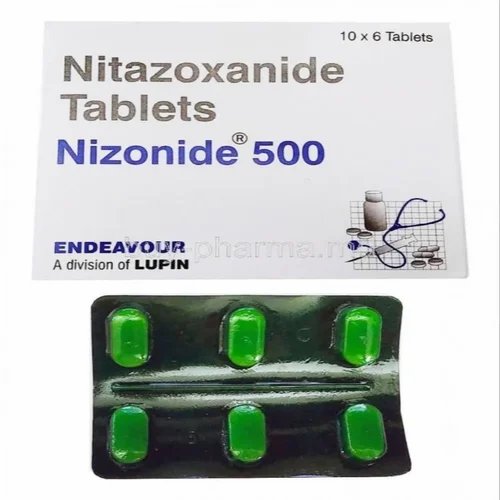 10 x 6 Tablets
Nitazoxanide
Tablets
Nizonide® 500
ENDEAVOUR
A division of LUPIN